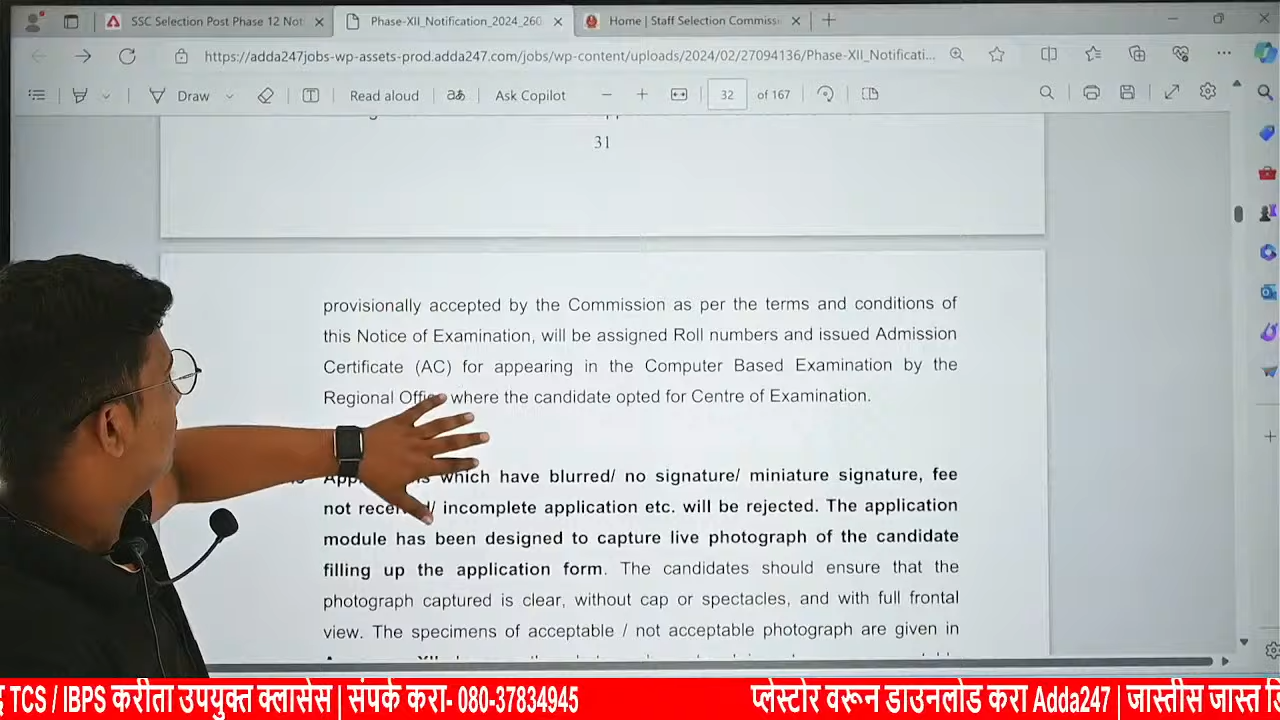 SSC Selection Post Phase 12 Not
Phase-XII_Notification_2024_260
Home | Staff Selection Commissi
https://adda247jobs-wp-assets-prod.adda247.com/jobs/wp-content/uploads/2024/02/27094136/Phase-XII_Notificati...
Draw
Read aloud
Ask Copilot
32 of 167
31
provisionally accepted by the Commission as per the terms and conditions of
this Notice of Examination, will be assigned Roll numbers and issued Admission
Certificate (AC) for appearing in the Computer Based Examination by the
Regional where the candidate opted for Centre of Examination.
which have blurred/ no signature/ miniature signature, fee
not incomplete application etc. will be rejected. The application
module has been designed to capture live photograph of the candidate
filling up the application form. The candidates should ensure that the
photograph captured is clear, without cap or spectacles, and with full frontal
view. The specimens of acceptable / not acceptable photograph are given in
TCS / IBPS करीता उपयुक्त क्लासेस | संपर्क करा- 080-37834945 प्लेस्टोर वरून डाउनलोड करा Adda247 | जास्तीस जास्त